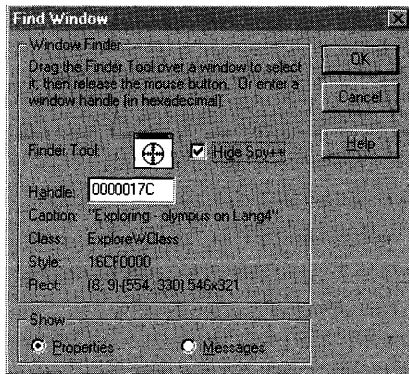 Find Window
Window Finder
Drag the Finder Tool over a window to select
it, then release the mouse button. Or enter a
window handle (in hexadecimal)
OK
Cancel
Help
Finder Tool:
Hide Spy++
Handle: 0000017C
Caption: "Exploring - olympus on Lang4"
Class: ExploreWClass
Style: 16CF0000
Rect: (8, 9)-(554, 330) 546x321
Show
Properties
Messages